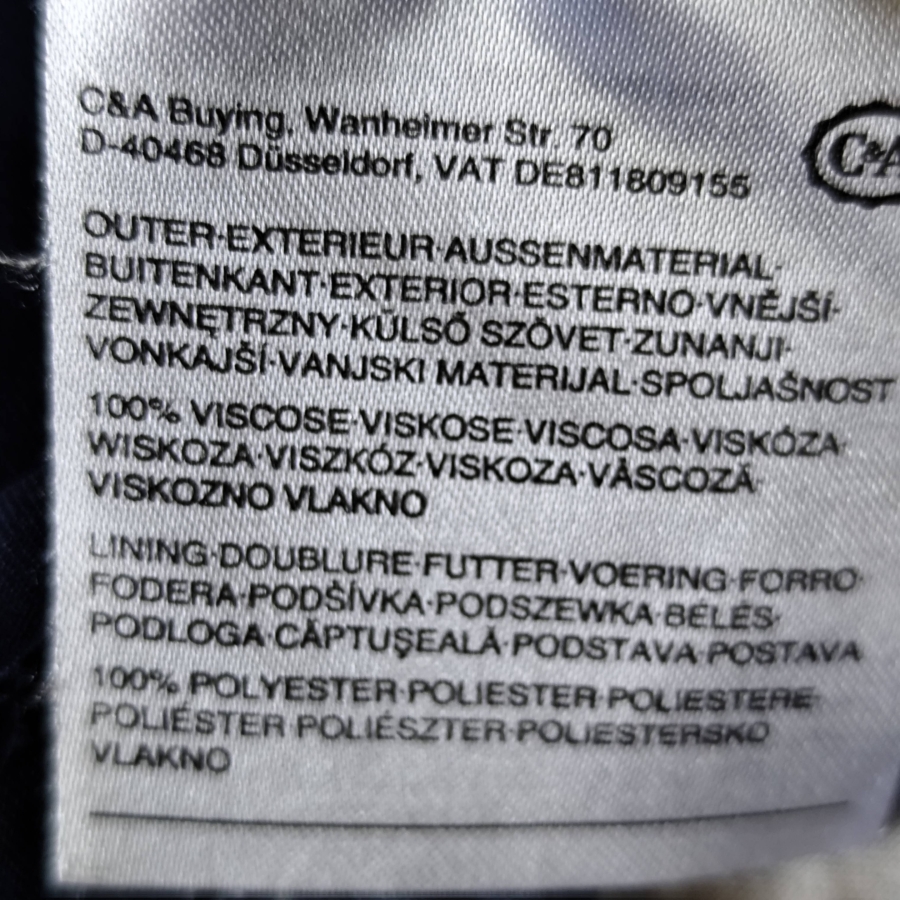 C&A Buying, Wanheimer Str. 70
D-40468 Düsseldorf, VAT DE811809155
C&A
OUTER·EXTERIEUR·AUSSENMATERIAL·
BUITENKANT·EXTERIOR·ESTERNO·VNĚJŠÍ·
ZEWNĘTRZNY·KÜLSŐ SZÖVET·ZUNANJI·
VONKAJŠÍ·VANJSKI MATERIJAL·SPOLJAŠNOST
100% VISCOSE·VISKOSE·VISCOSA·VISKÓZA·
WISKOZA·VISZKÓZ·VISKOZA·VÂSCOZĂ·
VISKOZNO VLAKNO
LINING·DOUBLURE·FUTTER·VOERING·FORRO·
FODERA·PODŠÍVKA·PODSZEWKA·BÉLÉS·
PODLOGA·CĂPTUŞEALĂ·PODSTAVA·POSTAVA
100% POLYESTER·POLIESTER·POLIESTERE·
POLIÉSTER·POLIÉSZTER·POLIESTERSKO
VLAKNO